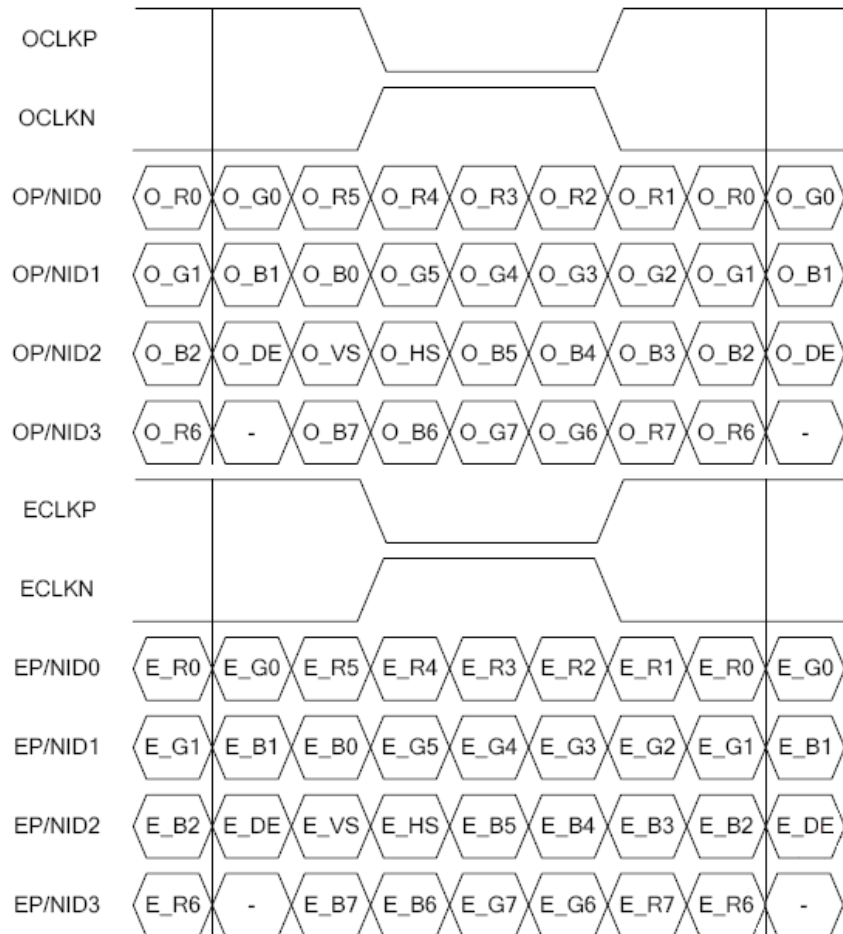 OCLKP
OCLKN
OP/NID0 O_R0 O_G0 O_R5 O_R4 O_R3 O_R2 O_R1 O_R0 O_G0
OP/NID1 O_G1 O_B1 O_B0 O_G5 O_G4 O_G3 O_G2 O_G1 O_B1
OP/NID2 O_B2 O_DE O_VS O_HS O_B5 O_B4 O_B3 O_B2 O_DE
OP/NID3 O_R6 - O_B7 O_B6 O_G7 O_G6 O_R7 O_R6 -
ECLKP
ECLKN
EP/NID0 E_R0 E_G0 E_R5 E_R4 E_R3 E_R2 E_R1 E_R0 E_G0
EP/NID1 E_G1 E_B1 E_B0 E_G5 E_G4 E_G3 E_G2 E_G1 E_B1
EP/NID2 E_B2 E_DE E_VS E_HS E_B5 E_B4 E_B3 E_B2 E_DE
EP/NID3 E_R6 - E_B7 E_B6 E_G7 E_G6 E_R7 E_R6 -